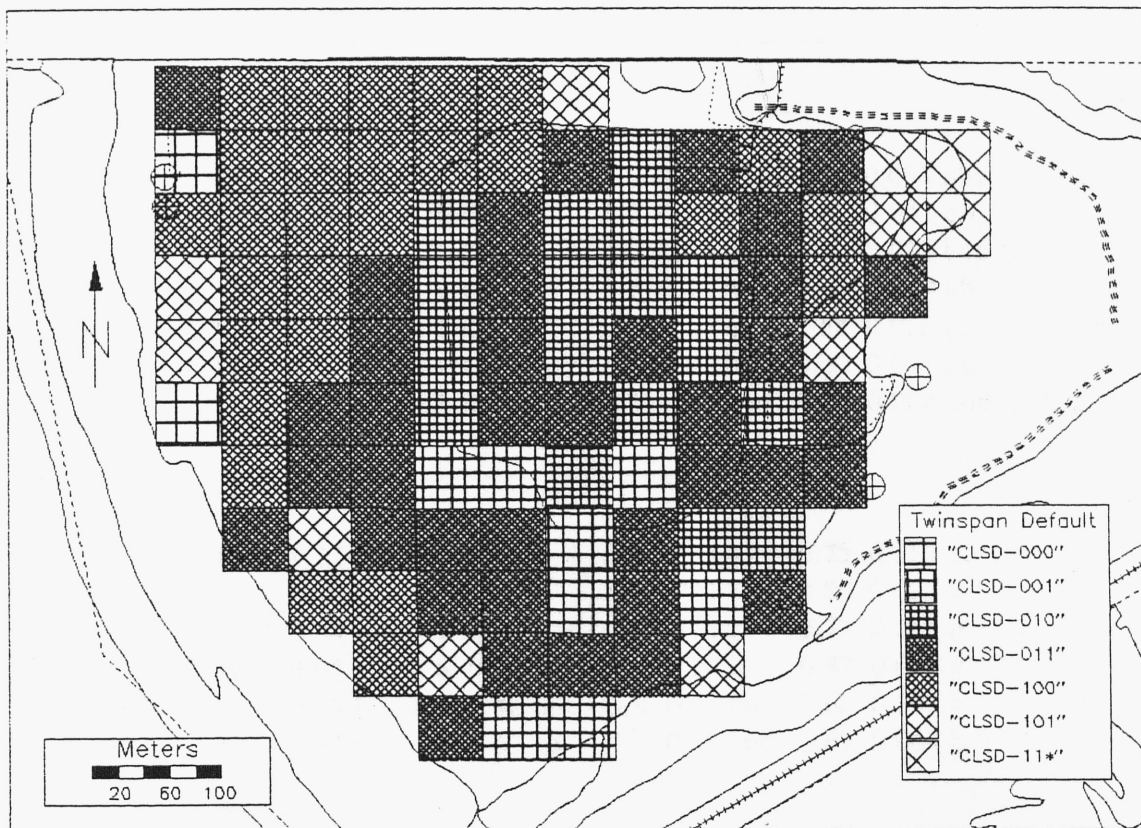 N
Twinspan Default
"CLSD-000"
"CLSD-001"
"CLSD-010"
"CLSD-011"
"CLSD-100"
"CLSD-101"
"CLSD-11*"
Meters
20 60 100